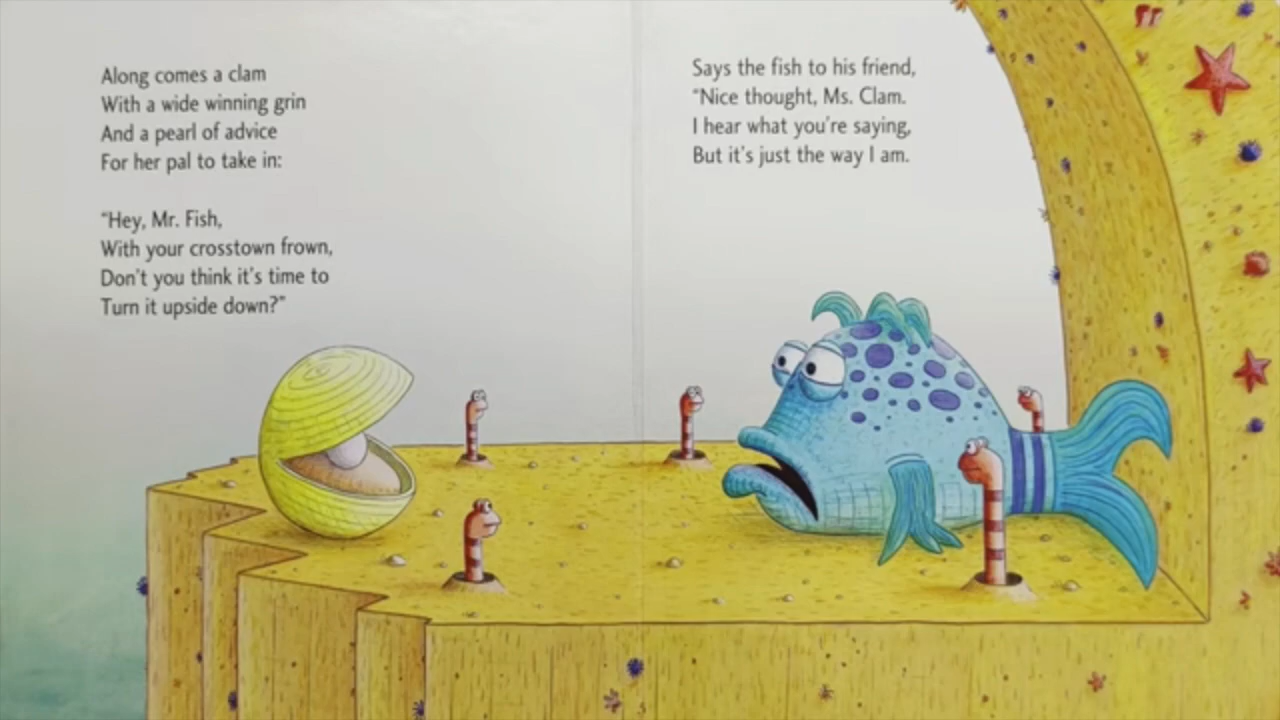 Along comes a clam
With a wide winning grin
And a pearl of advice
For her pal to take in:
“Hey, Mr. Fish,
With your crosstown frown,
Don’t you think it’s time to
Turn it upside down?”
Says the fish to his friend,
“Nice thought, Ms. Clam.
I hear what you’re saying,
But it’s just the way I am.